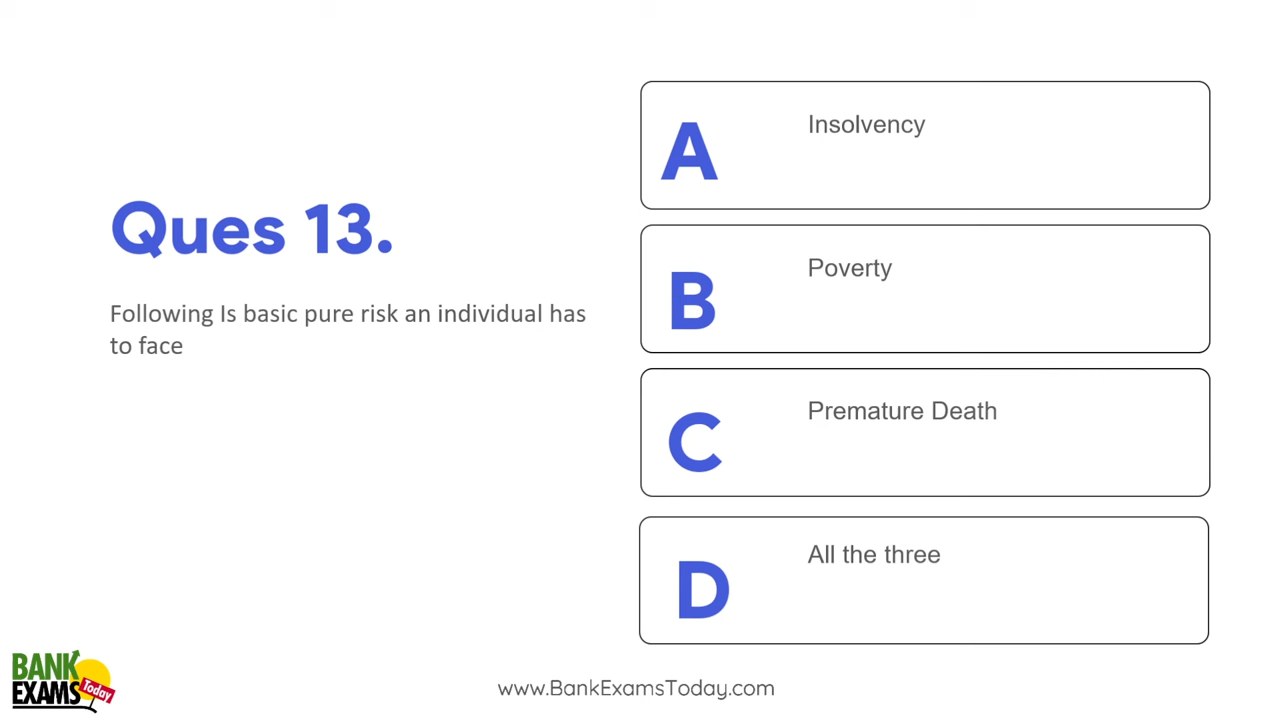 Ques 13.
Following Is basic pure risk an individual has
to face
A
Insolvency
B
Poverty
C
Premature Death
D
All the three
BANK
EXAMS
Today
www.BankExamsToday.com